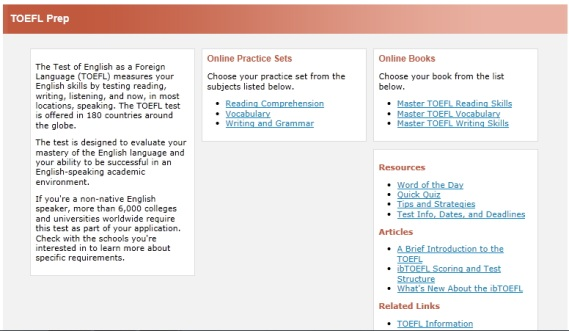 TOEFL Prep
The Test of English as a Foreign
Language (TOEFL) measures your
English skills by testing reading,
writing, listening, and now, in most
locations, speaking. The TOEFL test
is offered in 180 countries around
the globe.
The test is designed to evaluate your
mastery of the English language and
your ability to be successful in an
English-speaking academic
environment.
If you're a non-native English
speaker, more than 6,000 colleges
and universities worldwide require
this test as part of your application.
Check with the schools you're
interested in to learn more about
specific requirements.
Online Practice Sets
Choose your practice set from the
subjects listed below.
Reading Comprehension
Vocabulary
Writing and Grammar
Online Books
Choose your book from the list
below.
Master TOEFL Reading Skills
Master TOEFL Vocabulary
Master TOEFL Writing Skills
Resources
Word of the Day
Quick Quiz
Tips and Strategies
Test Info, Dates, and Deadlines
Articles
A Brief Introduction to the
TOEFL
ibTOEFL Scoring and Test
Structure
What's New About the ibTOEFL
Related Links
TOEFL Information